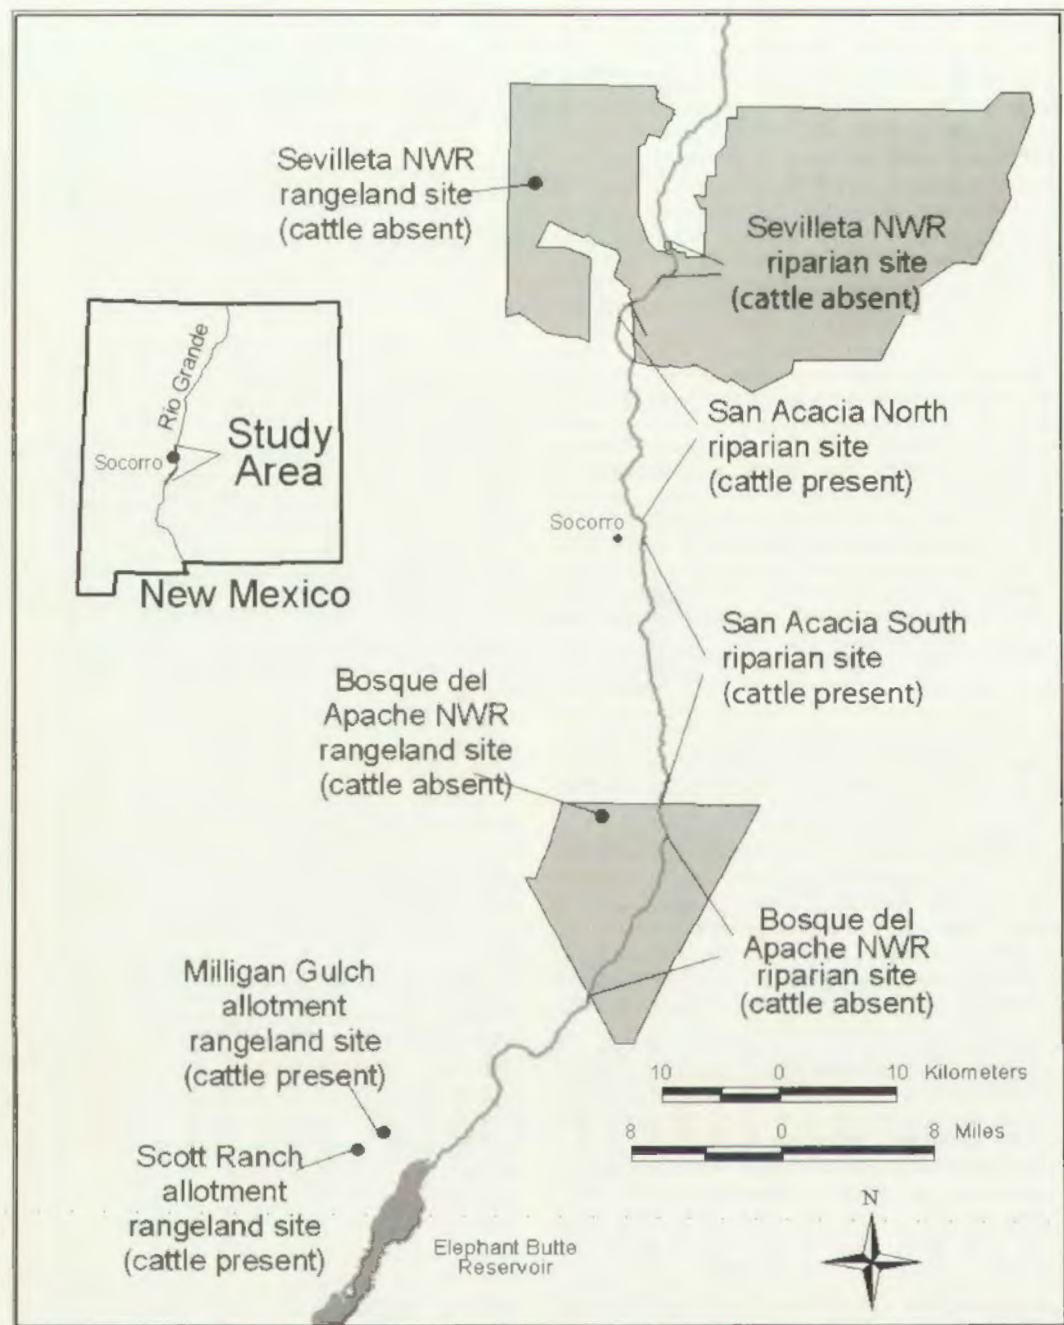 Sevilleta NWR
rangeland site
(cattle absent)
Sevilleta NWR
riparian site
(cattle absent)
Rio Grande
Socorro
Study
Area
New Mexico
San Acacia North
riparian site
(cattle present)
Socorro
San Acacia South
riparian site
(cattle present)
Bosque del
Apache NWR
rangeland site
(cattle absent)
Bosque del
Apache NWR
riparian site
(cattle absent)
Milligan Gulch
allotment
rangeland site
(cattle present)
Scott Ranch
allotment
rangeland site
(cattle present)
10 0 10 Kilometers
8 0 8 Miles
N
Elephant Butte
Reservoir